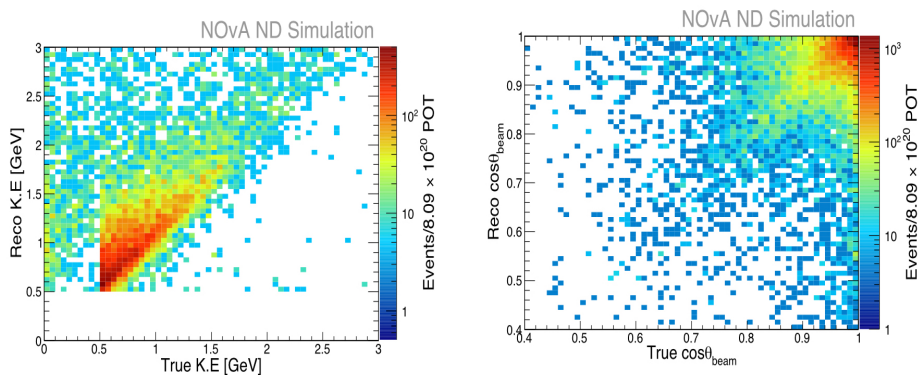 NOvA ND Simulation
3
2.5
2
1.5
1
0.5
0
Reco K.E [GeV]
0 0.5 1 1.5 2 2.5 3
True K.E [GeV]
10²
10
1
Events/8.09 × 10²⁰ POT
NOvA ND Simulation
1
0.9
0.8
0.7
0.6
0.5
0.4
Reco cosθbeam
0.4 0.5 0.6 0.7 0.8 0.9 1
True cosθbeam
10³
10²
10
1
Events/8.09 × 10²⁰ POT